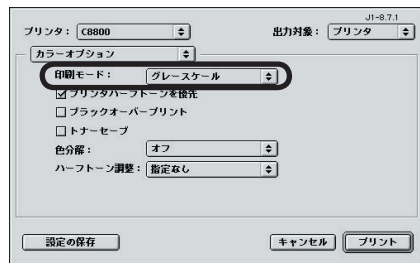 J1-8.7.1
プリンタ： C8800 出力対象： プリンタ
カラーオプション
印刷モード： グレースケール
プリンタハーフトーンを優先
ブラックオーバープリント
トナーセーブ
色分解： オフ
ハーフトーン調整： 指定なし
設定の保存 キャンセル プリント